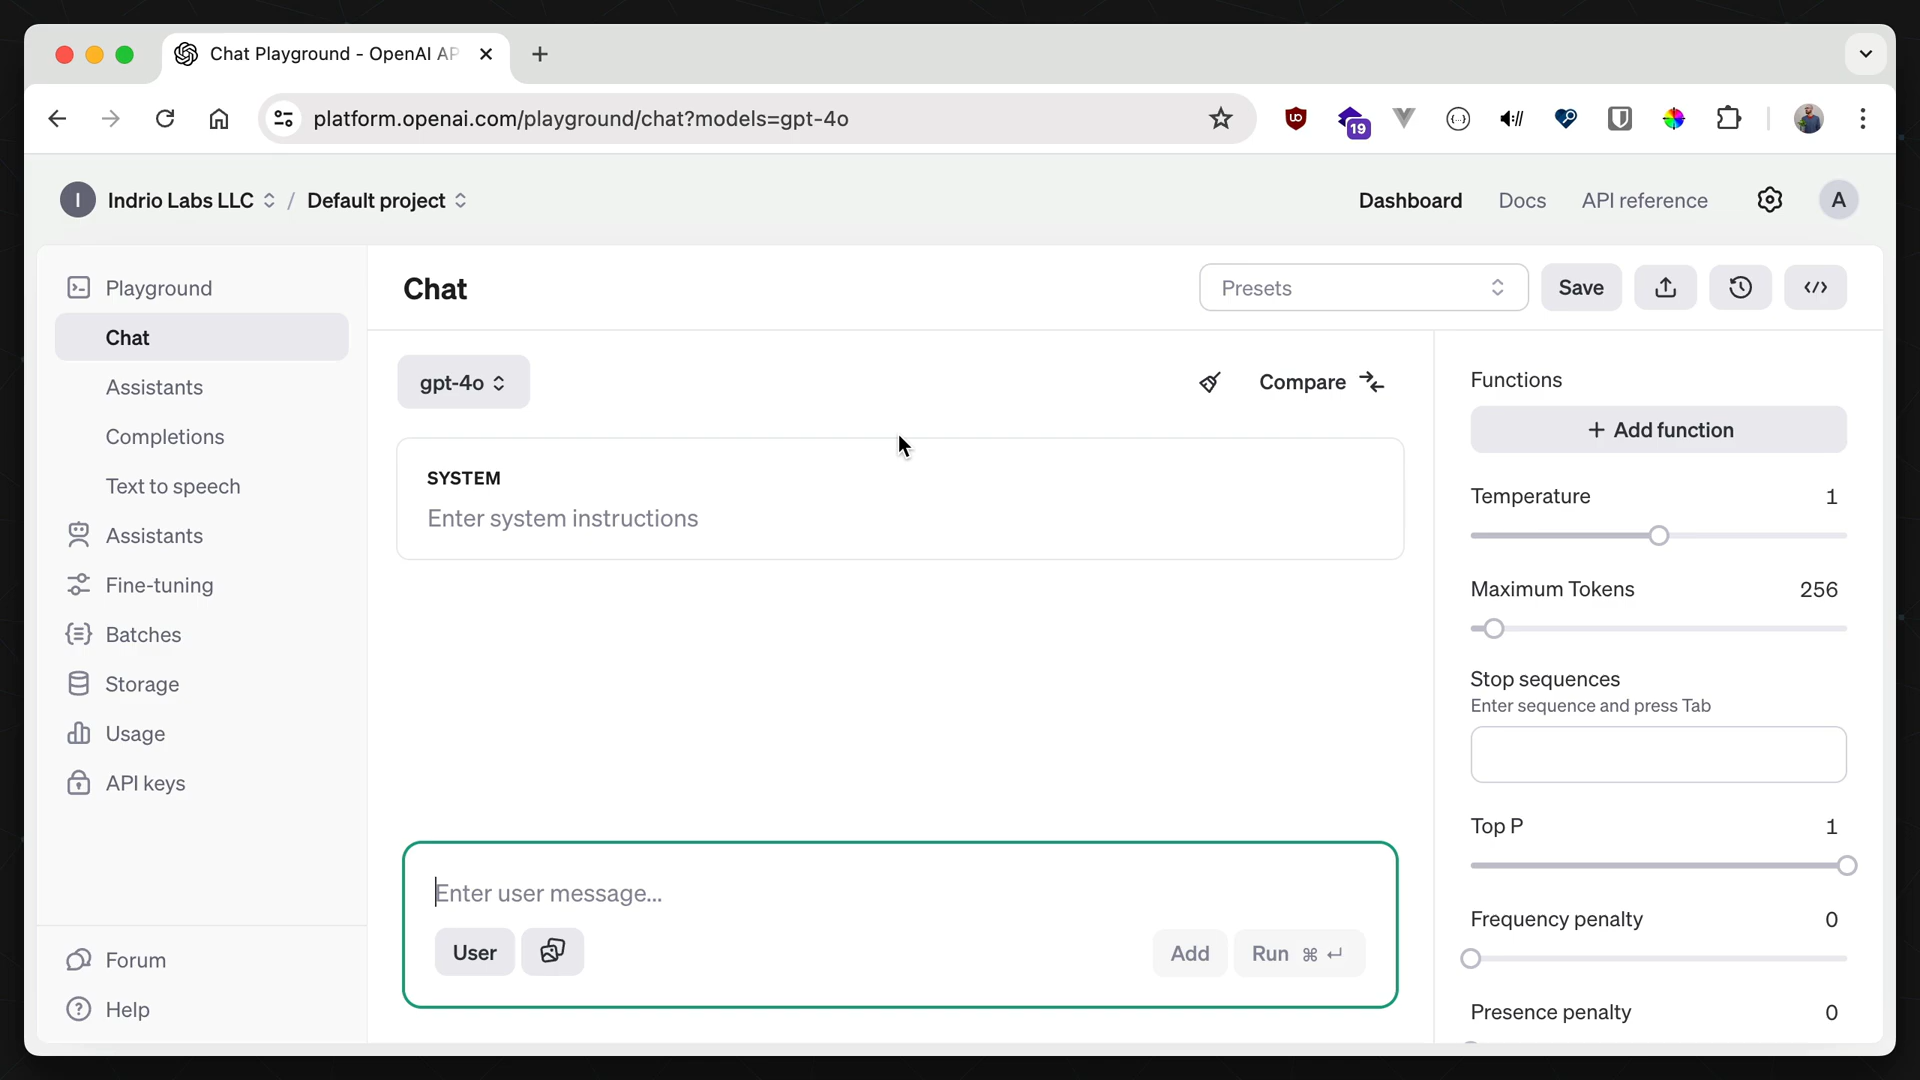 Chat Playground - OpenAI AP
platform.openai.com/playground/chat?models=gpt-4o
19
I
Indrio Labs LLC / Default project
Dashboard
Docs
API reference
A
Playground
Chat
Assistants
Completions
Text to speech
Assistants
Fine-tuning
Batches
Storage
Usage
API keys
Forum
Help
Chat
Presets
Save
gpt-4o
Compare
SYSTEM
Enter system instructions
Enter user message...
User
Add
Run ⌘ ↵
Functions
+ Add function
Temperature 1
Maximum Tokens 256
Stop sequences
Enter sequence and press Tab
Top P 1
Frequency penalty 0
Presence penalty 0